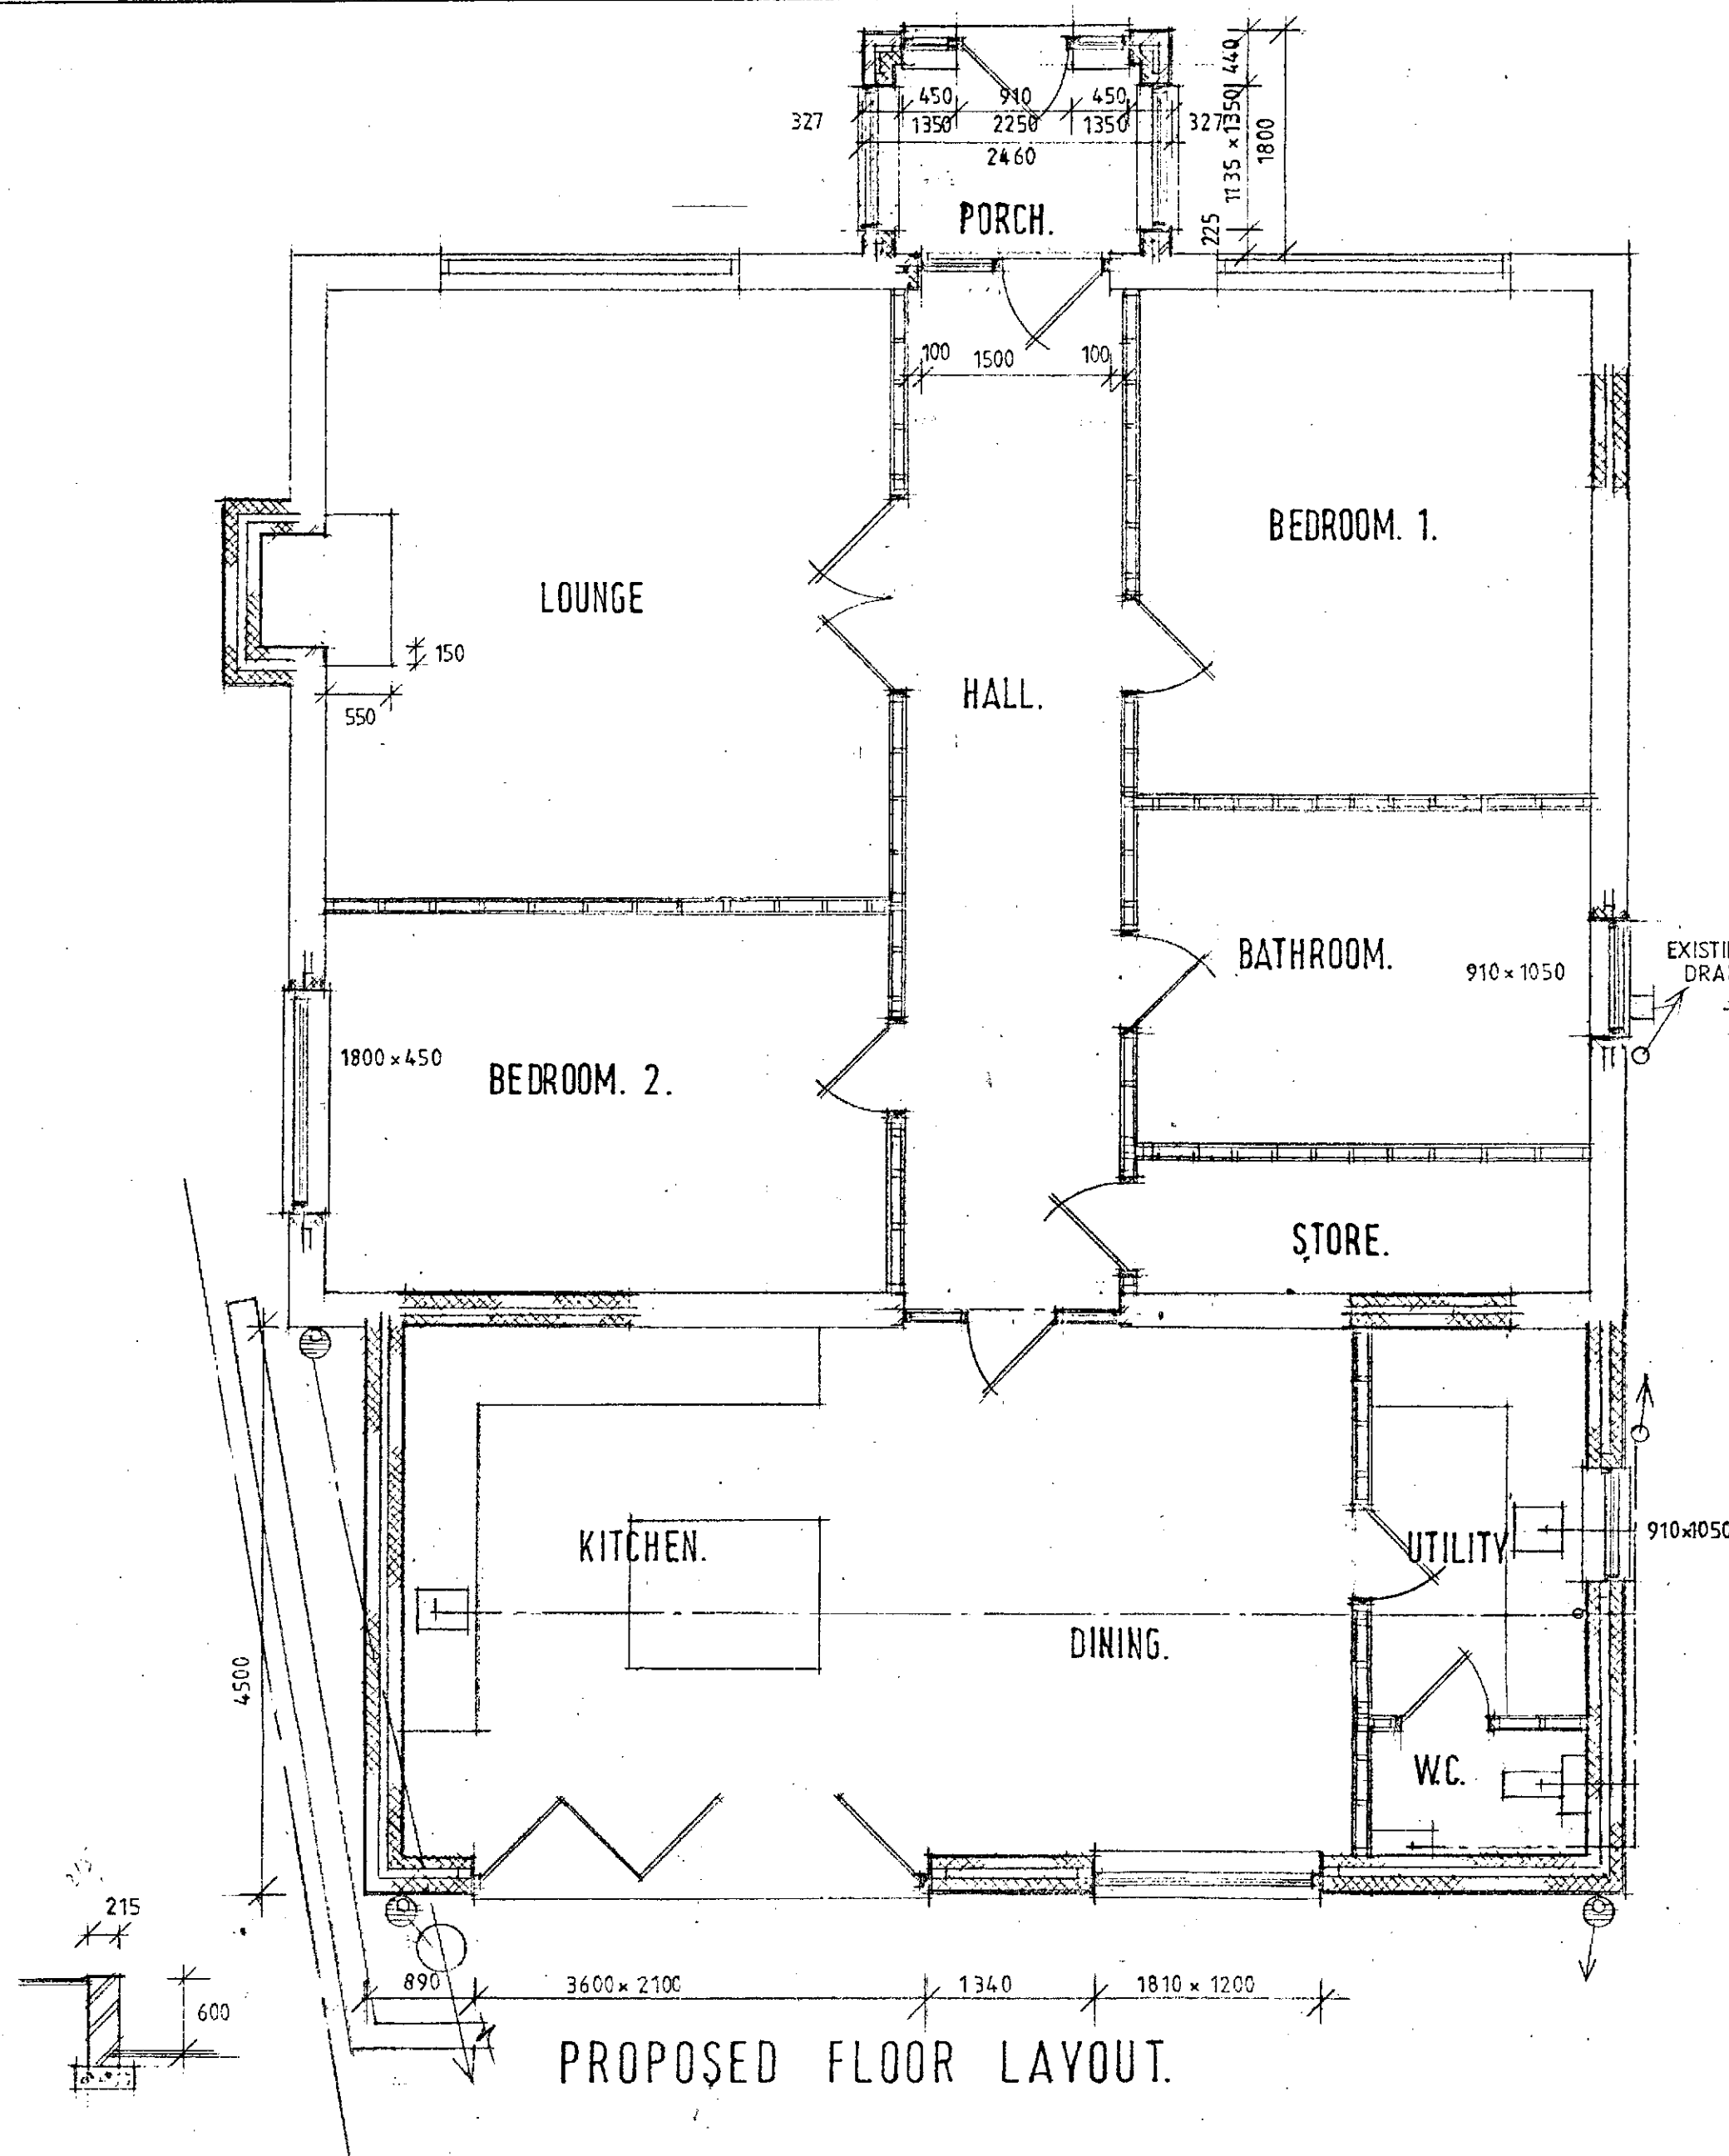 450 910 450
327 1350 2250 1350 327
2460
1135 × 1350 440
1800
225
PORCH.
100 1500 100
BEDROOM. 1.
LOUNGE
150
HALL.
550
BATHROOM.
910 × 1050
1800 × 450
BEDROOM. 2.
STORE.
KITCHEN.
UTILITY
910×1050
DINING.
4500
W.C.
215
600
890 3600 × 2100 1340 1810 × 1200
PROPOSED FLOOR LAYOUT.